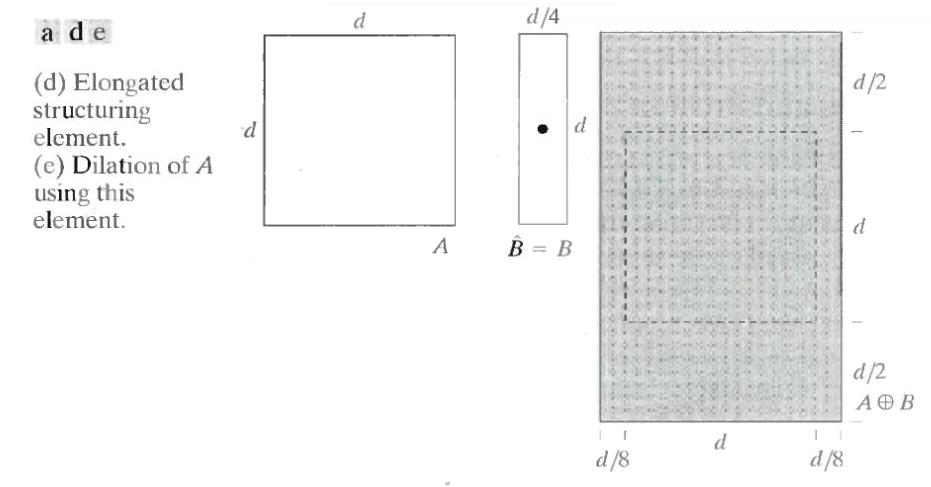 a d e
(d) Elongated
structuring
element.
(e) Dilation of A
using this
element.
d
d
A
d/4
d
B̂ = B
d/2
d
d/2
A ⊕ B
d
d/8
d/8